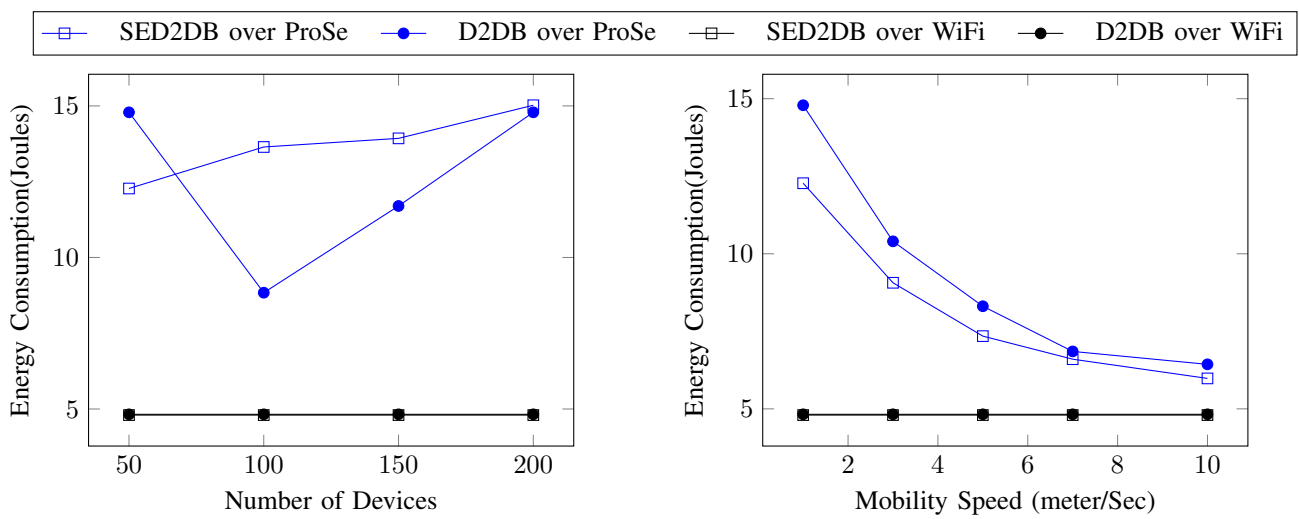 SED2DB over ProSe D2DB over ProSe SED2DB over WiFi D2DB over WiFi
Energy Consumption(Joules)
15
10
5
50 100 150 200
Number of Devices
Energy Consumption(Joules)
15
10
5
2 4 6 8 10
Mobility Speed (meter/Sec)